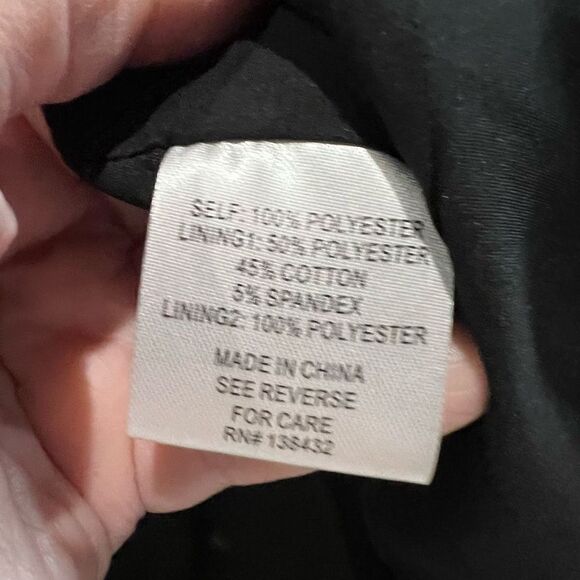 SELF: 100% POLYESTER
LINING1: 50% POLYESTER
45% COTTON
5% SPANDEX
LINING2: 100% POLYESTER
MADE IN CHINA
SEE REVERSE
FOR CARE
RN# 138432